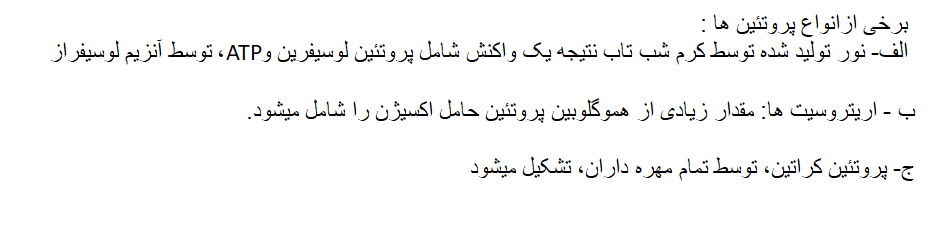 برخی ازانواع پروتئین ها :
الف- نور تولید شده توسط کرم شب تاب نتیجه یک واکنش شامل پروتئین لوسیفرین وATP، توسط آنزیم لوسیفراز
ب - اریتروسیت ها: مقدار زیادی از هموگلوبین پروتئین حامل اکسیژن را شامل میشود.
ج- پروتئین کراتین، توسط تمام مهره داران، تشکیل میشود